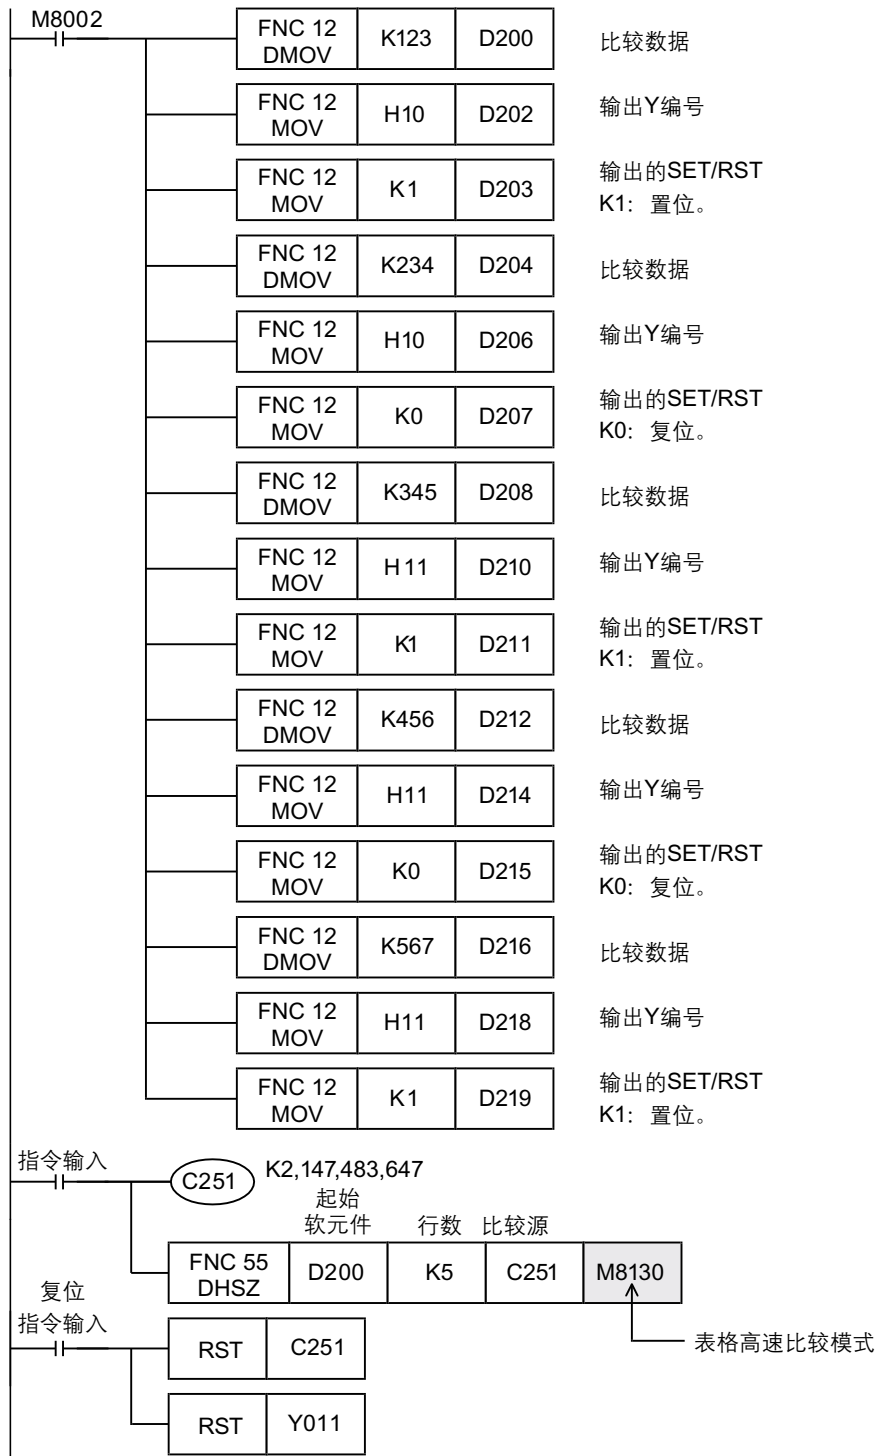 M8002
FNC 12 DMOV K123 D200 比较数据
FNC 12 MOV H10 D202 输出Y编号
FNC 12 MOV K1 D203 输出的SET/RST
K1：置位。
FNC 12 DMOV K234 D204 比较数据
FNC 12 MOV H10 D206 输出Y编号
FNC 12 MOV K0 D207 输出的SET/RST
K0：复位。
FNC 12 DMOV K345 D208 比较数据
FNC 12 MOV H11 D210 输出Y编号
FNC 12 MOV K1 D211 输出的SET/RST
K1：置位。
FNC 12 DMOV K456 D212 比较数据
FNC 12 MOV H11 D214 输出Y编号
FNC 12 MOV K0 D215 输出的SET/RST
K0：复位。
FNC 12 DMOV K567 D216 比较数据
FNC 12 MOV H11 D218 输出Y编号
FNC 12 MOV K1 D219 输出的SET/RST
K1：置位。
指令输入
C251 K2,147,483,647
起始
软元件 行数 比较源
FNC 55 DHSZ D200 K5 C251 M8130
复位
指令输入
表格高速比较模式
RST C251
RST Y011